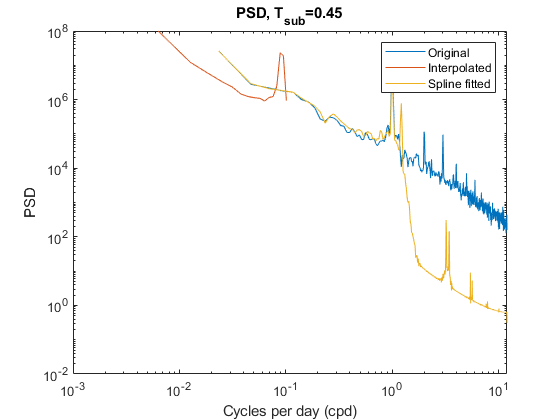 PSD, T_sub=0.45
10^8
10^6
10^4
10^2
10^0
10^-2
PSD
Original
Interpolated
Spline fitted
10^-3
10^-2
10^-1
10^0
10^1
Cycles per day (cpd)